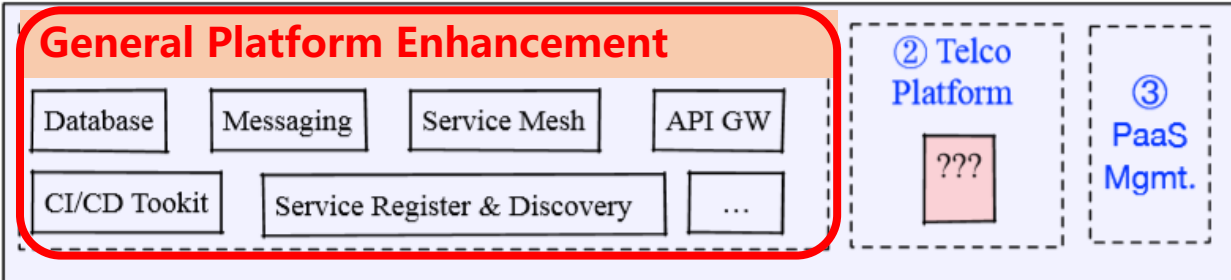 General Platform Enhancement
Database
Messaging
Service Mesh
API GW
CI/CD Tookit
Service Register & Discovery
...
② Telco
Platform
???
③
PaaS
Mgmt.